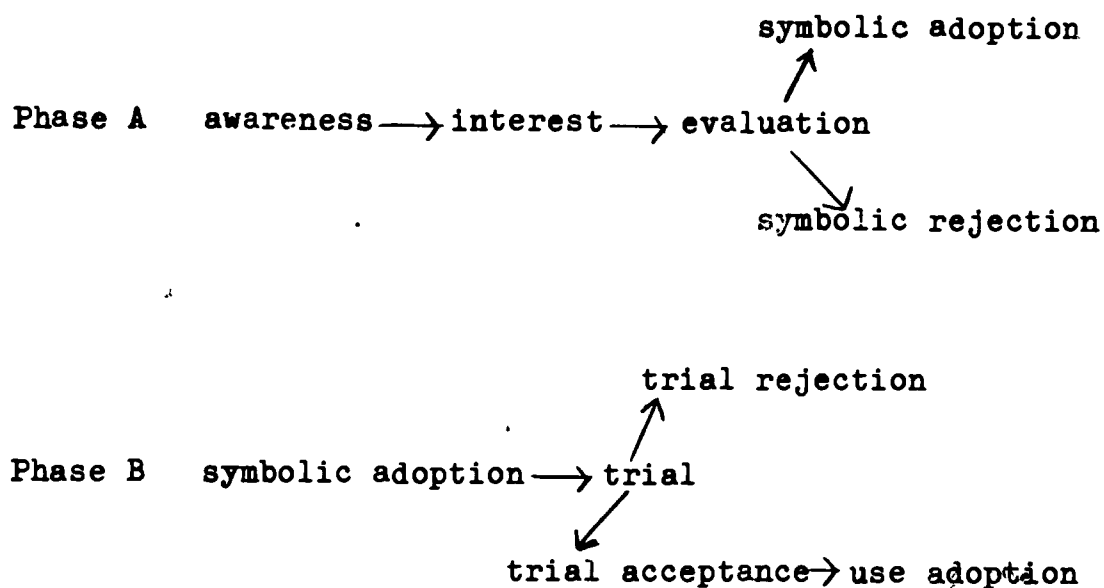 symbolic adoption
Phase A awareness → interest → evaluation
symbolic rejection
trial rejection
Phase B symbolic adoption → trial
trial acceptance → use adoption